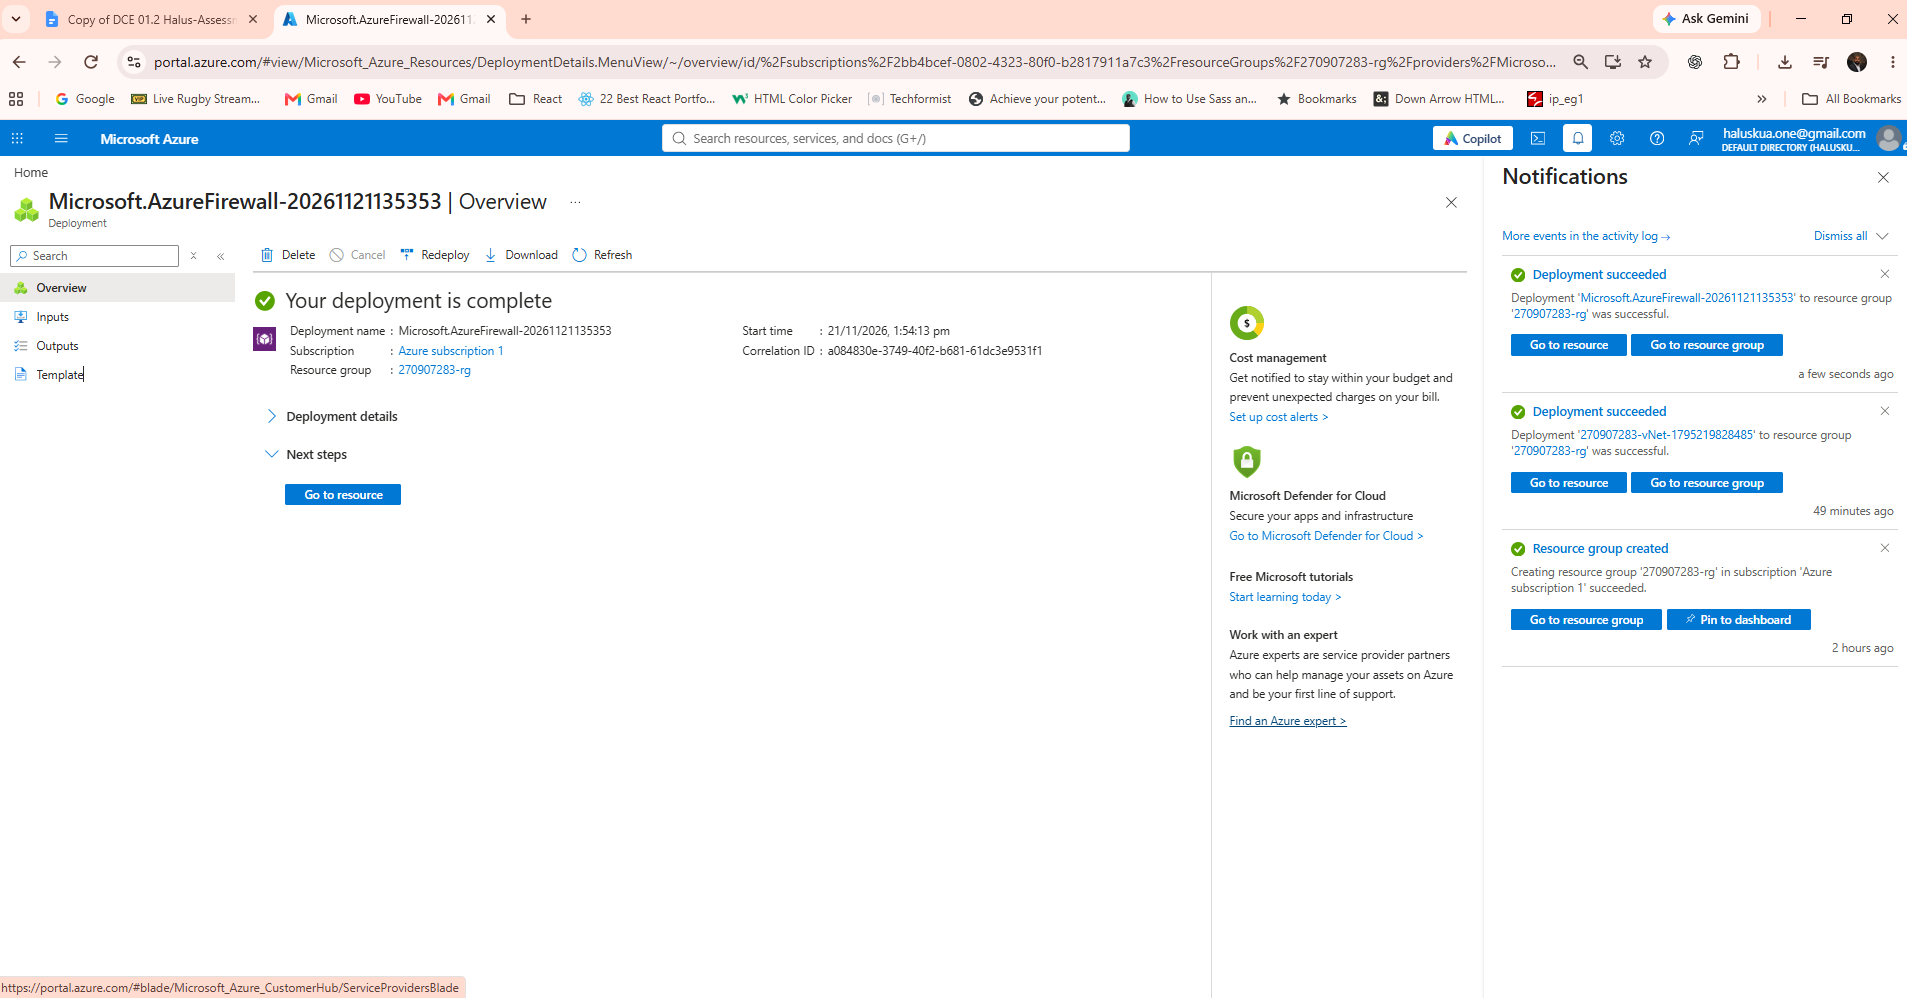 Copy of DCE 01.2 Halus-Assessn
Microsoft.AzureFirewall-202611
Ask Gemini
portal.azure.com/#view/Microsoft_Azure_Resources/DeploymentDetails.MenuView/~/overview/id/%2Fsubscriptions%2F2bb4bcef-0802-4323-80f0-b2817911a7c3%2FresourceGroups%2F270907283-rg%2Fproviders%2FMicroso...
Google
Live Rugby Stream...
Gmail
YouTube
Gmail
React
22 Best React Portfo...
HTML Color Picker
Techformist
Achieve your potent...
How to Use Sass an...
Bookmarks
Down Arrow HTML...
ip_eg1
All Bookmarks
Microsoft Azure
Search resources, services, and docs (G+/)
Copilot
haluskua.one@gmail.com
DEFAULT DIRECTORY (HALUSKU...
Home
Microsoft.AzureFirewall-20261121135353 | Overview ...
Deployment
Search
Overview
Inputs
Outputs
Template
Delete
Cancel
Redeploy
Download
Refresh
Your deployment is complete
Deployment name : Microsoft.AzureFirewall-20261121135353
Subscription : Azure subscription 1
Resource group : 270907283-rg
Start time : 21/11/2026, 1:54:13 pm
Correlation ID : a084830e-3749-40f2-b681-61dc3e9531f1
Deployment details
Next steps
Go to resource
Cost management
Get notified to stay within your budget and
prevent unexpected charges on your bill.
Set up cost alerts >
Microsoft Defender for Cloud
Secure your apps and infrastructure
Go to Microsoft Defender for Cloud >
Free Microsoft tutorials
Start learning today >
Work with an expert
Azure experts are service provider partners
who can help manage your assets on Azure
and be your first line of support.
Find an Azure expert >
Notifications
More events in the activity log →
Dismiss all
Deployment succeeded
Deployment 'Microsoft.AzureFirewall-20261121135353' to resource group
'270907283-rg' was successful.
Go to resource
Go to resource group
a few seconds ago
Deployment succeeded
Deployment '270907283-vNet-1795219828485' to resource group
'270907283-rg' was successful.
Go to resource
Go to resource group
49 minutes ago
Resource group created
Creating resource group '270907283-rg' in subscription 'Azure
subscription 1' succeeded.
Go to resource group
Pin to dashboard
2 hours ago
https://portal.azure.com/#blade/Microsoft_Azure_CustomerHub/ServiceProvidersBlade